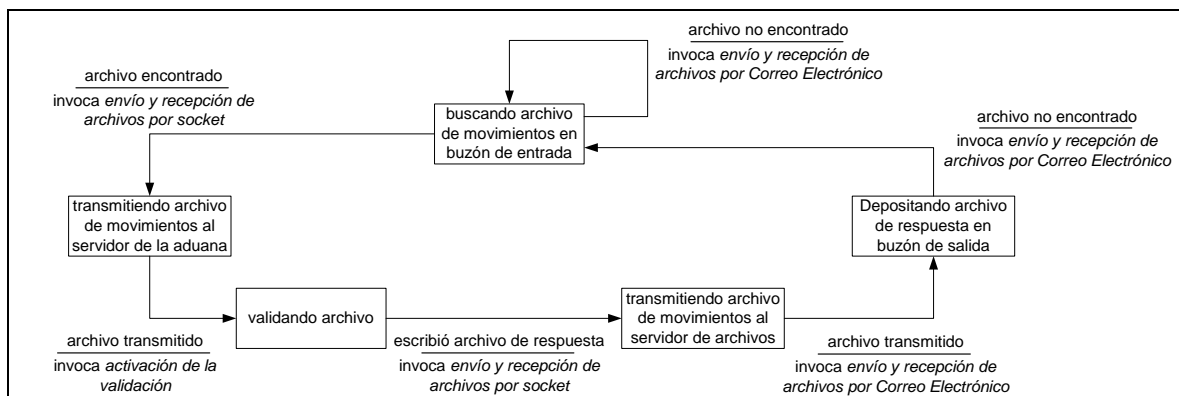 archivo no encontrado
invoca envío y recepción de
archivos por Correo Electrónico
archivo encontrado
invoca envío y recepción de
archivos por socket
buscando archivo
de movimientos en
buzón de entrada
archivo no encontrado
invoca envío y recepción de
archivos por Correo Electrónico
transmitiendo archivo
de movimientos al
servidor de la aduana
Depositando archivo
de respuesta en
buzón de salida
validando archivo
transmitiendo archivo
de movimientos al
servidor de archivos
archivo transmitido
invoca activación de la
validación
escribió archivo de respuesta
invoca envío y recepción de
archivos por socket
archivo transmitido
invoca envío y recepción de
archivos por Correo Electrónico